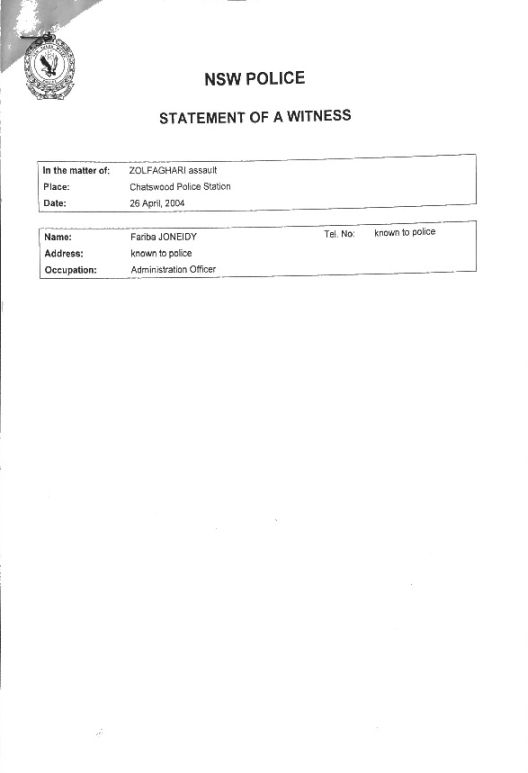 NSW POLICE
STATEMENT OF A WITNESS
In the matter of: ZOLFAGHARI assault
Place: Chatswood Police Station
Date: 26 April, 2004
Name: Fariba JONEIDY Tel. No: known to police
Address: known to police
Occupation: Administration Officer